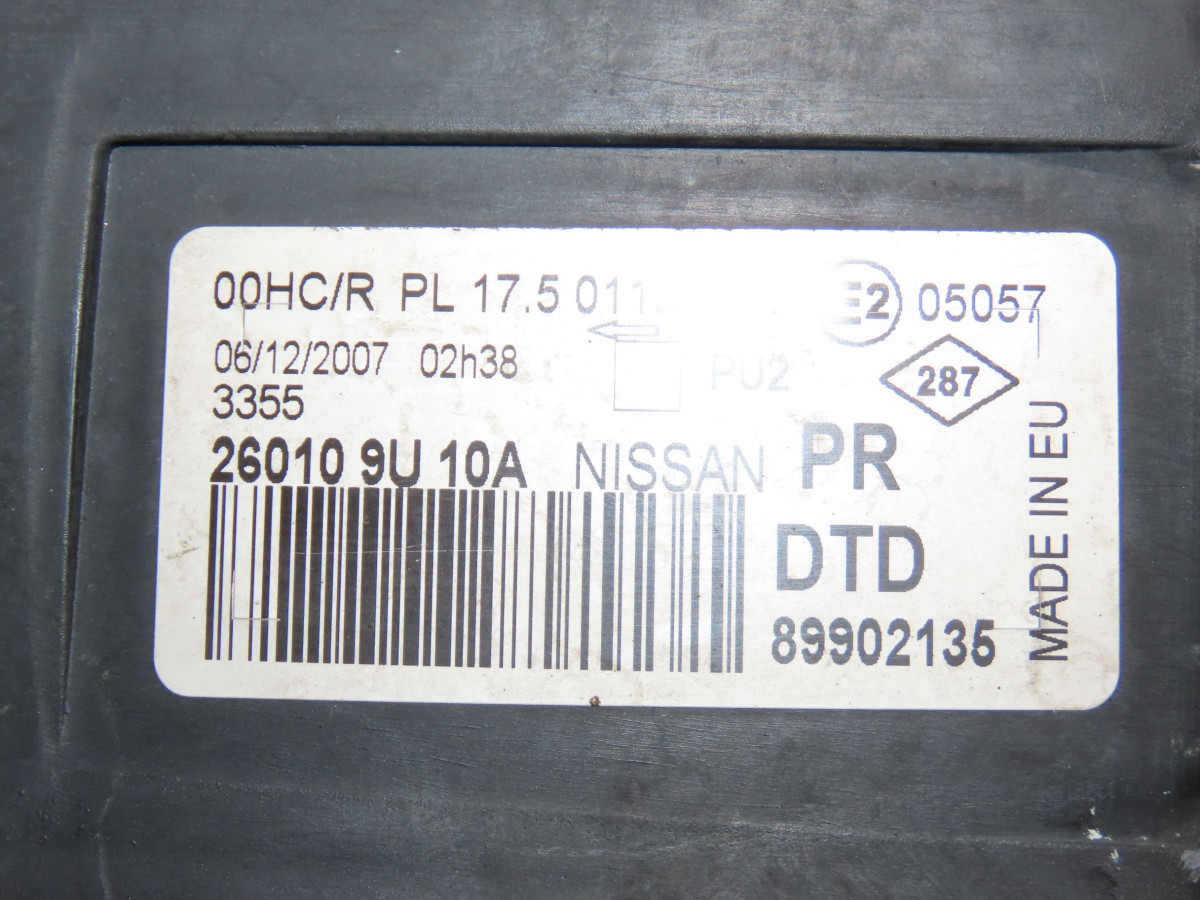 00HC/R PL 17.5 011 E2 05057
06/12/2007 02h38 PU2 287
3355
26010 9U 10A NISSAN PR
DTD
89902135
MADE IN EU